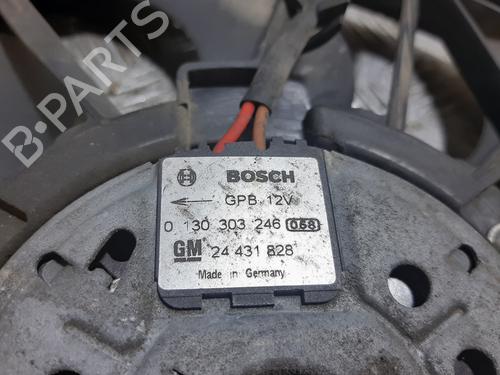 B-PARTS
BOSCH
GPB 12V
0 130 303 246 058
GM 24 431 828
Made in Germany